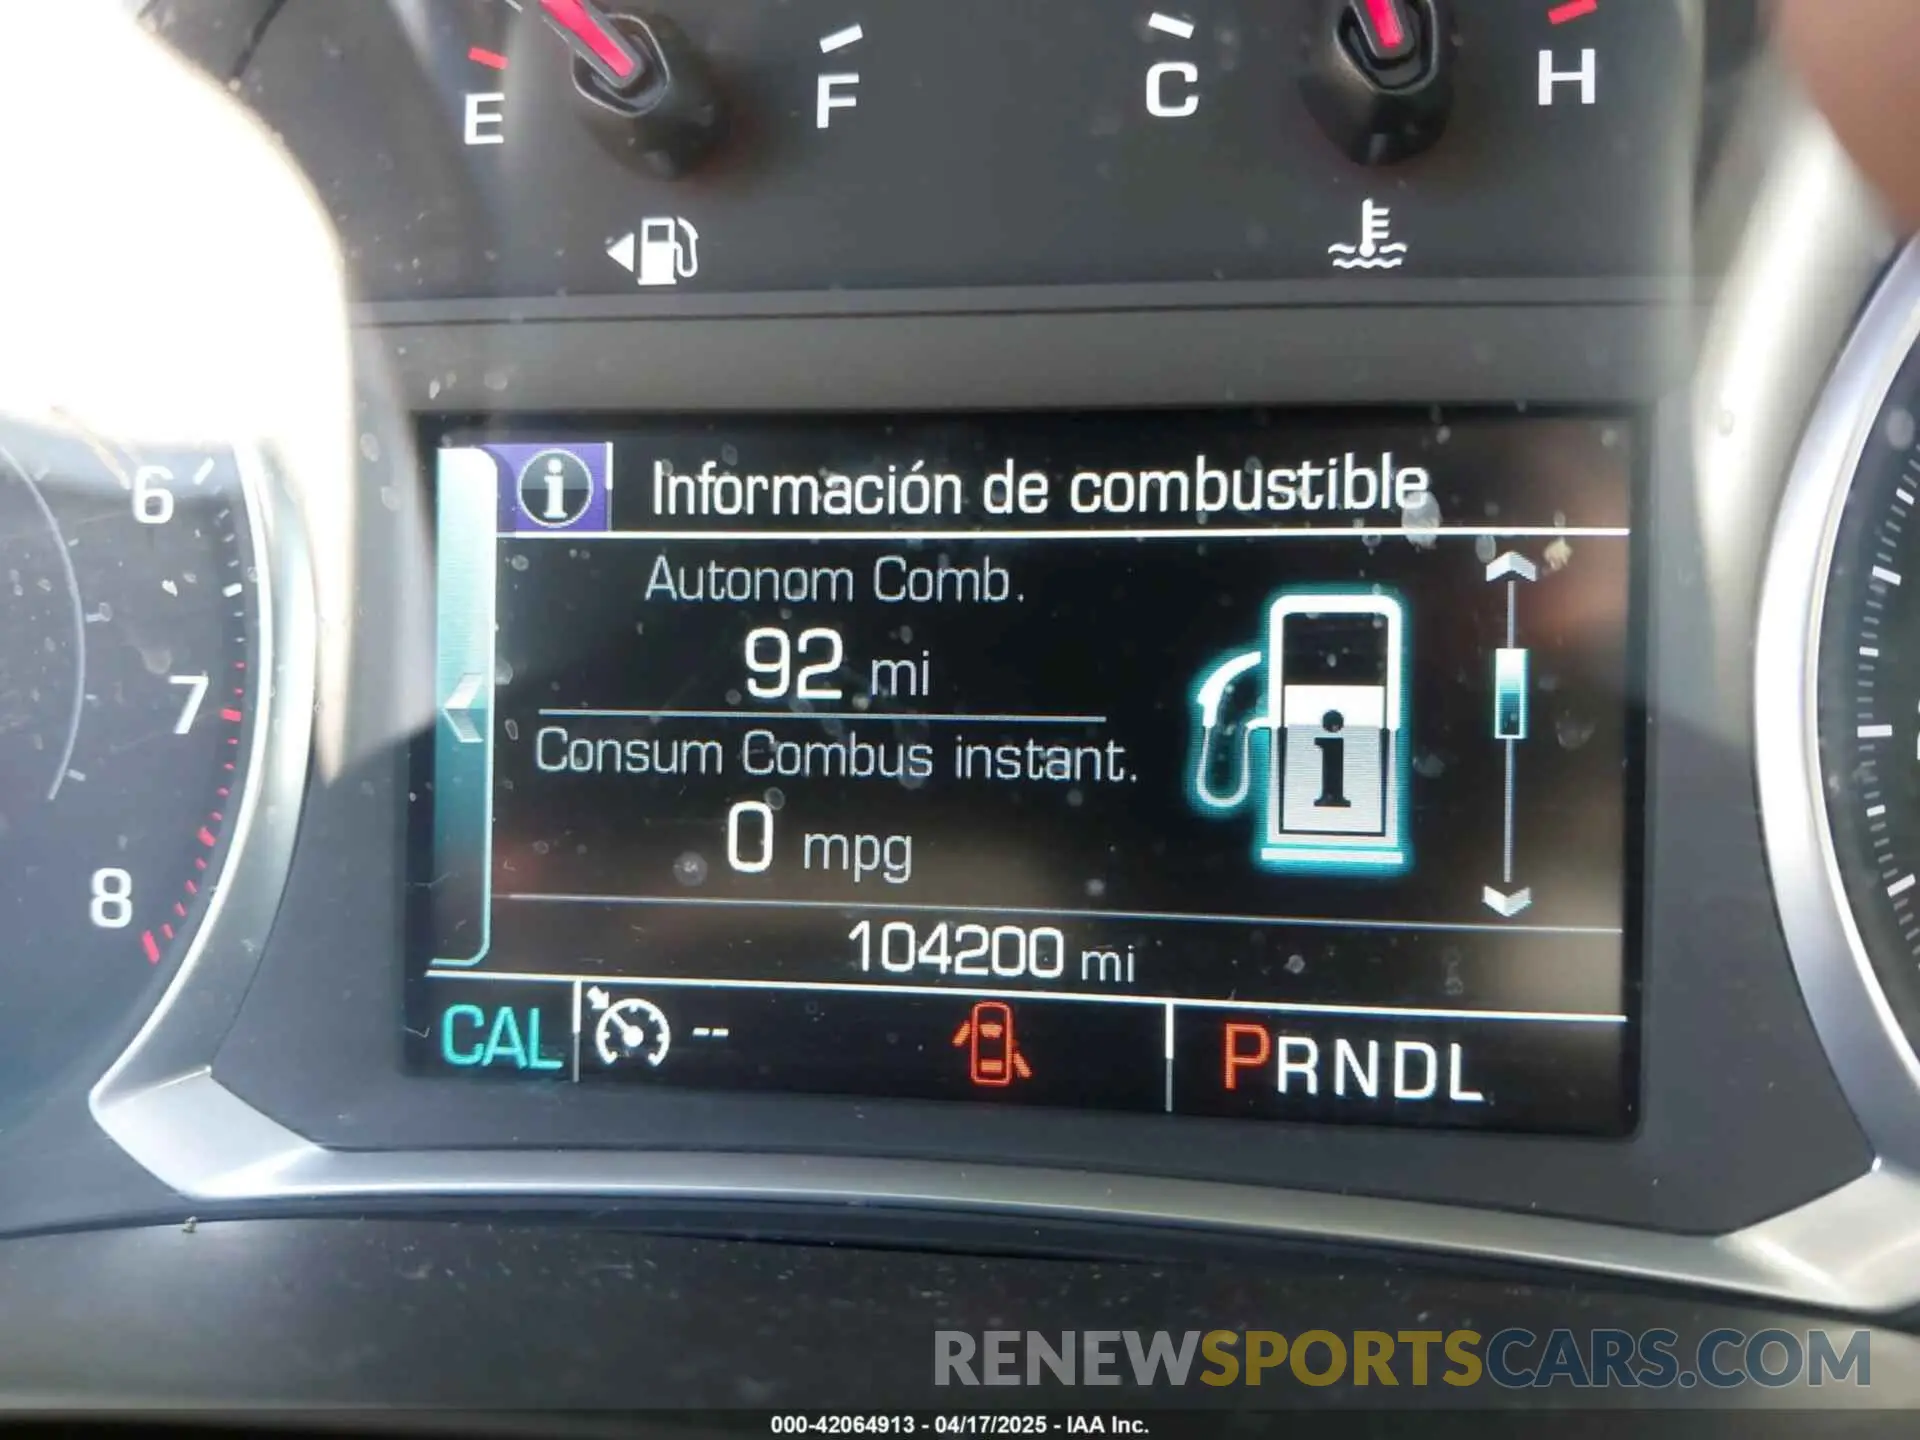 E F C H
Información de combustible
Autonom Comb.
92 mi
Consum Combus instant.
0 mpg
104200 mi
CAL -- PRNDL
6
7
8
RENEWSPORTSCARS.COM
000-42064913 - 04/17/2025 - IAA Inc.